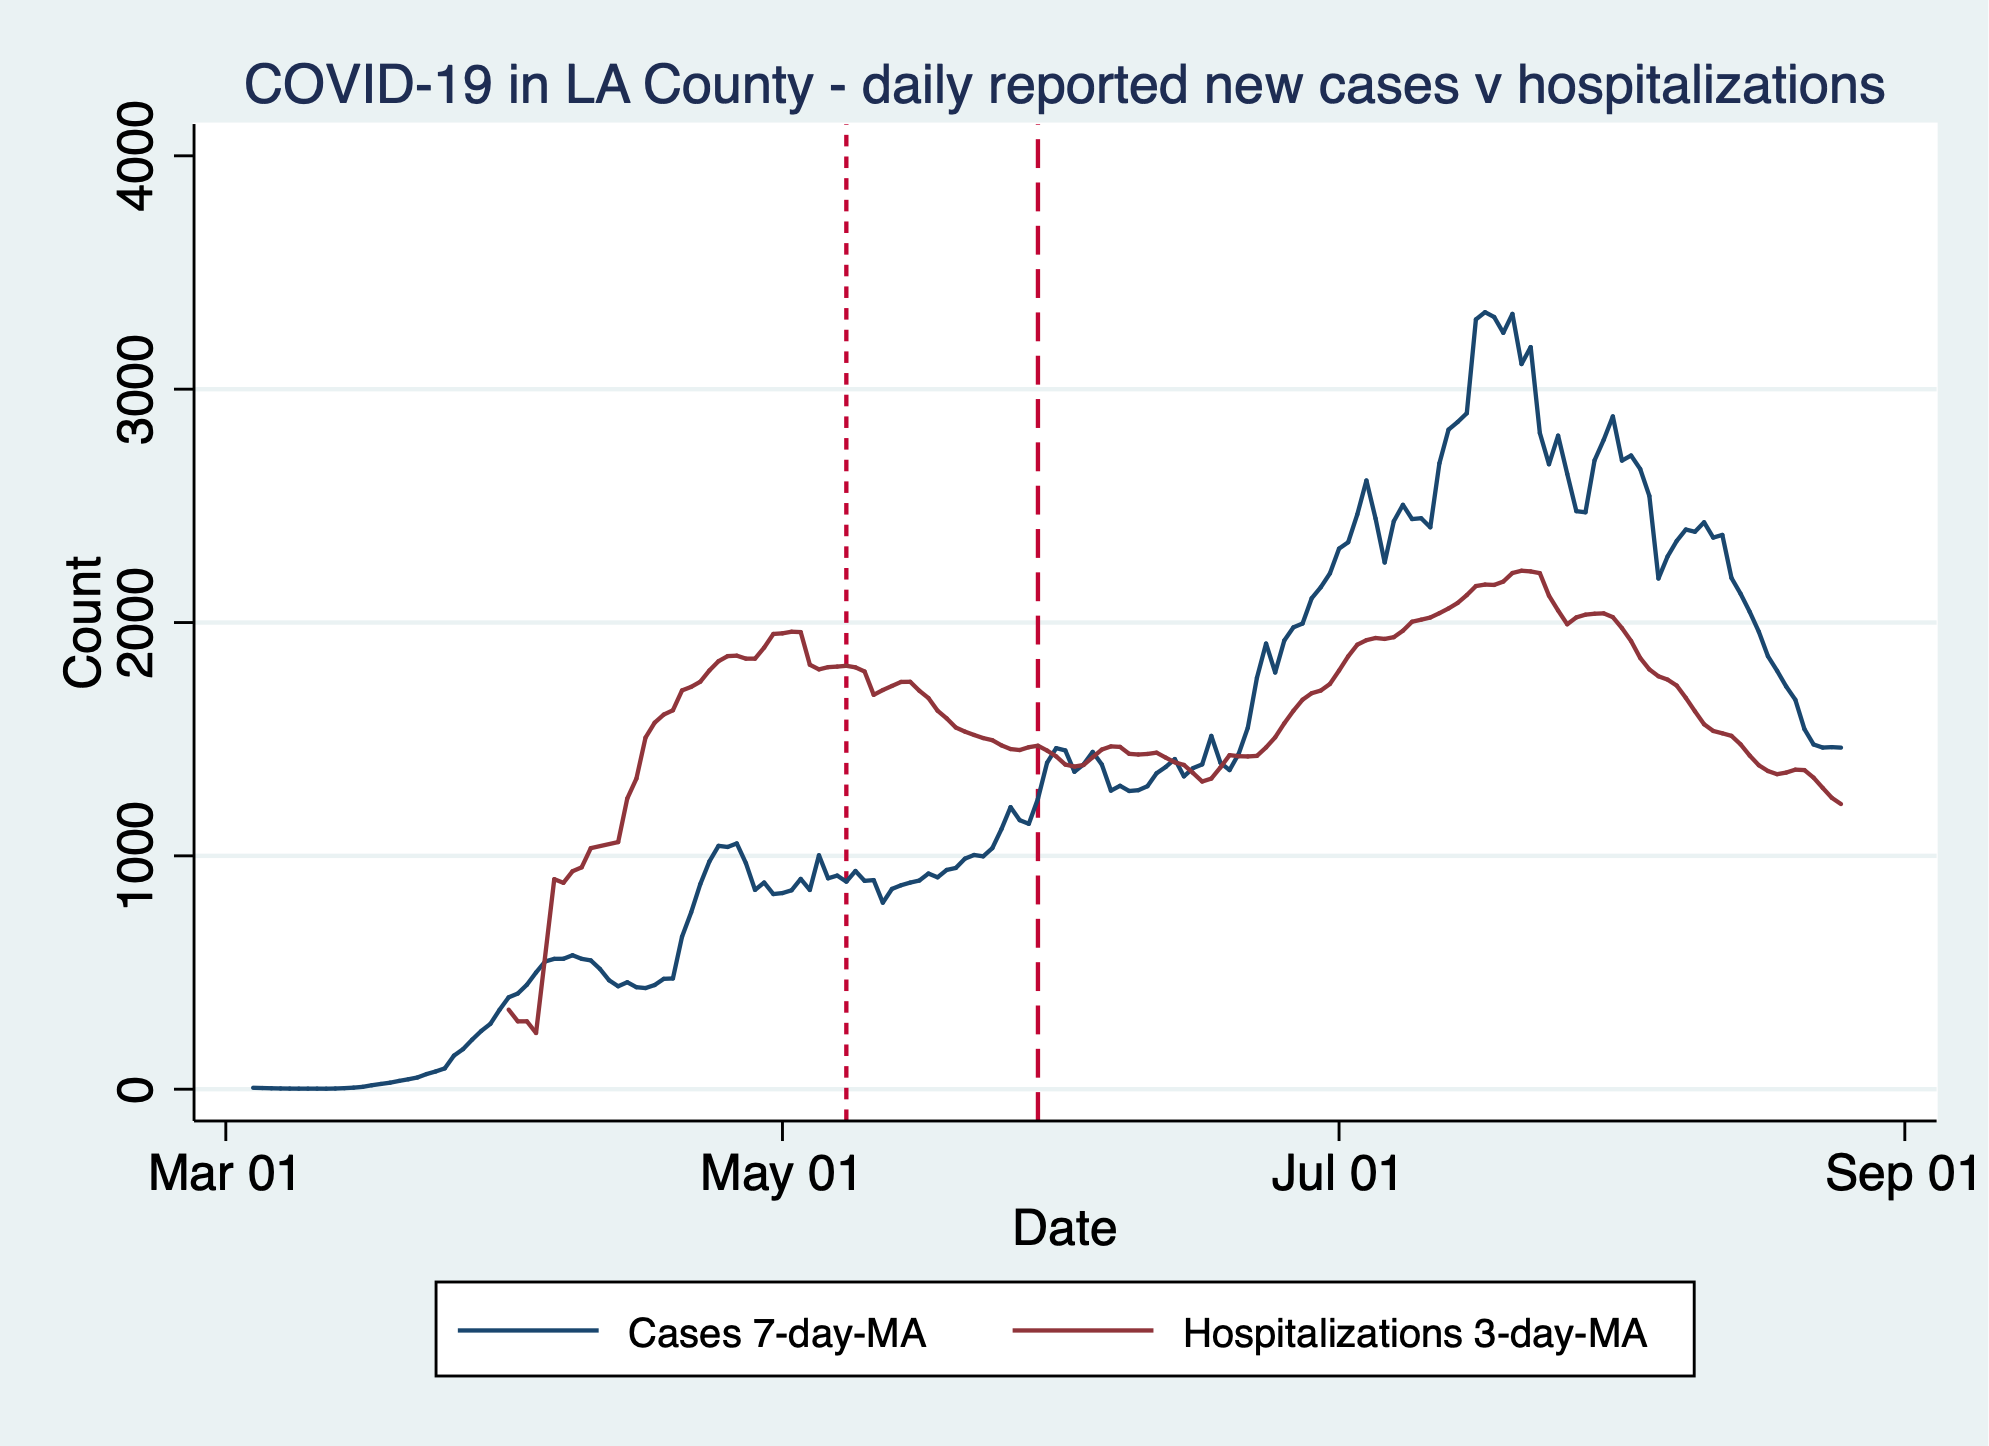 COVID-19 in LA County - daily reported new cases v hospitalizations
4000
3000
2000
1000
0
Count
Mar 01 May 01 Jul 01 Sep 01
Date
Cases 7-day-MA Hospitalizations 3-day-MA